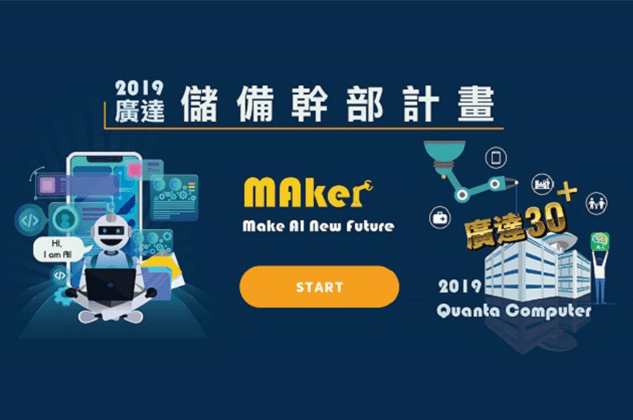 2019
廣達 儲備幹部計畫
MAker
Make AI New Future
START
HI,
I am AI!
廣達30+
2019
Quanta Computer